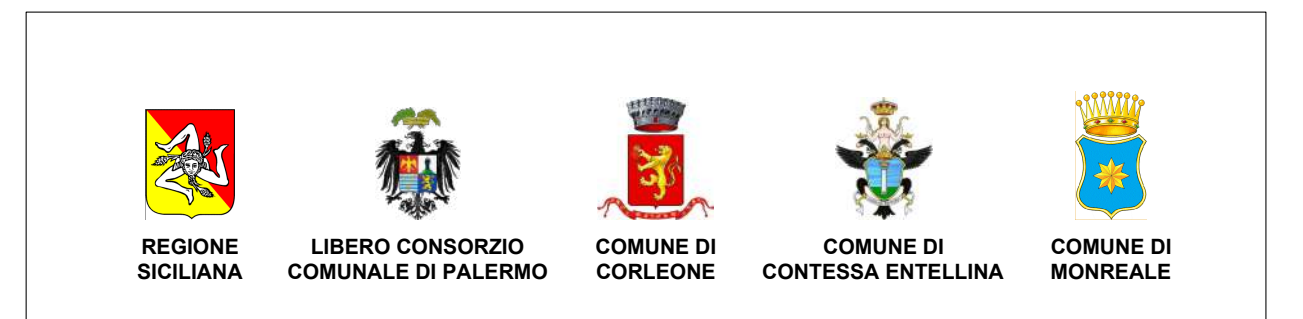 REGIONE
SICILIANA
LIBERO CONSORZIO
COMUNALE DI PALERMO
COMUNE DI
CORLEONE
COMUNE DI
CONTESSA ENTELLINA
COMUNE DI
MONREALE